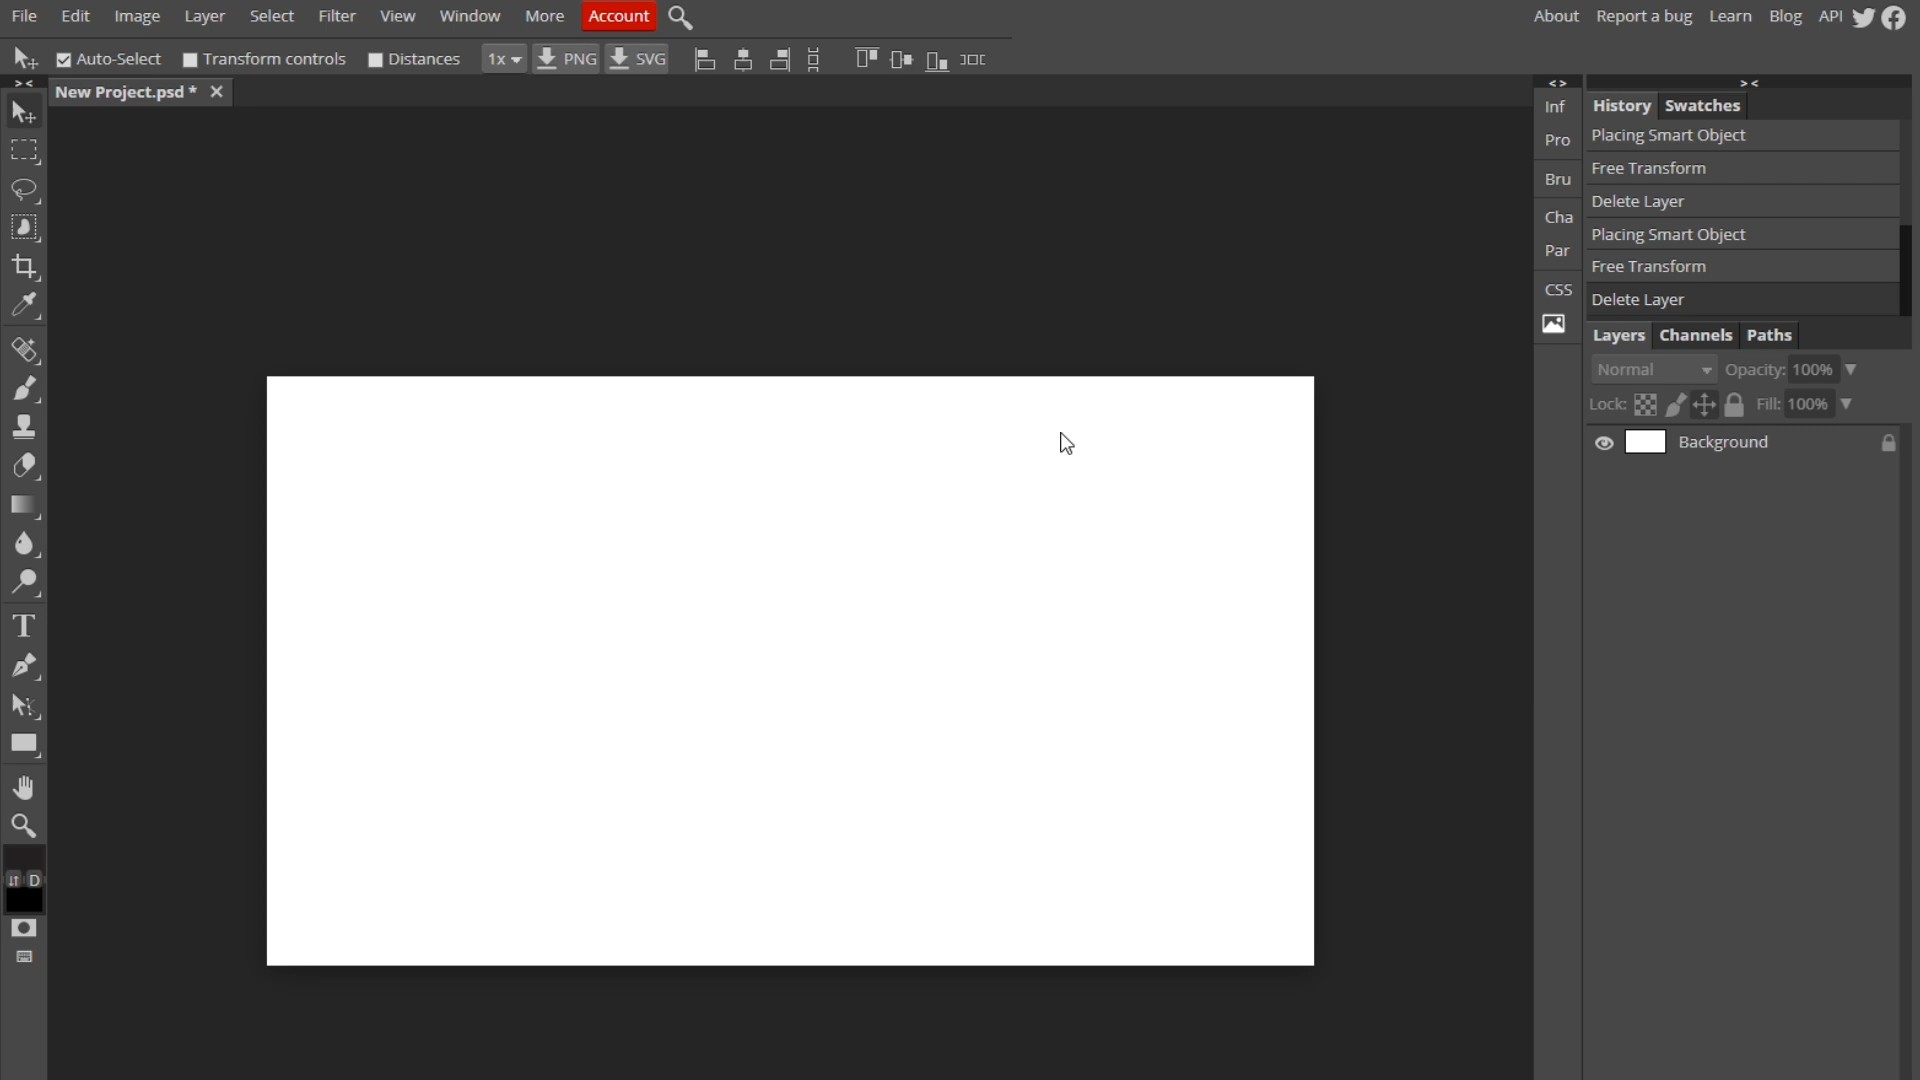 File Edit Image Layer Select Filter View Window More Account About Report a bug Learn Blog API
Auto-Select Transform controls Distances 1x PNG SVG
> < < > > <
New Project.psd *
Inf
Pro
Bru
Cha
Par
CSS
History Swatches
Placing Smart Object
Free Transform
Delete Layer
Placing Smart Object
Free Transform
Delete Layer
Layers Channels Paths
Normal Opacity: 100%
Lock: Fill: 100%
Background
T
D